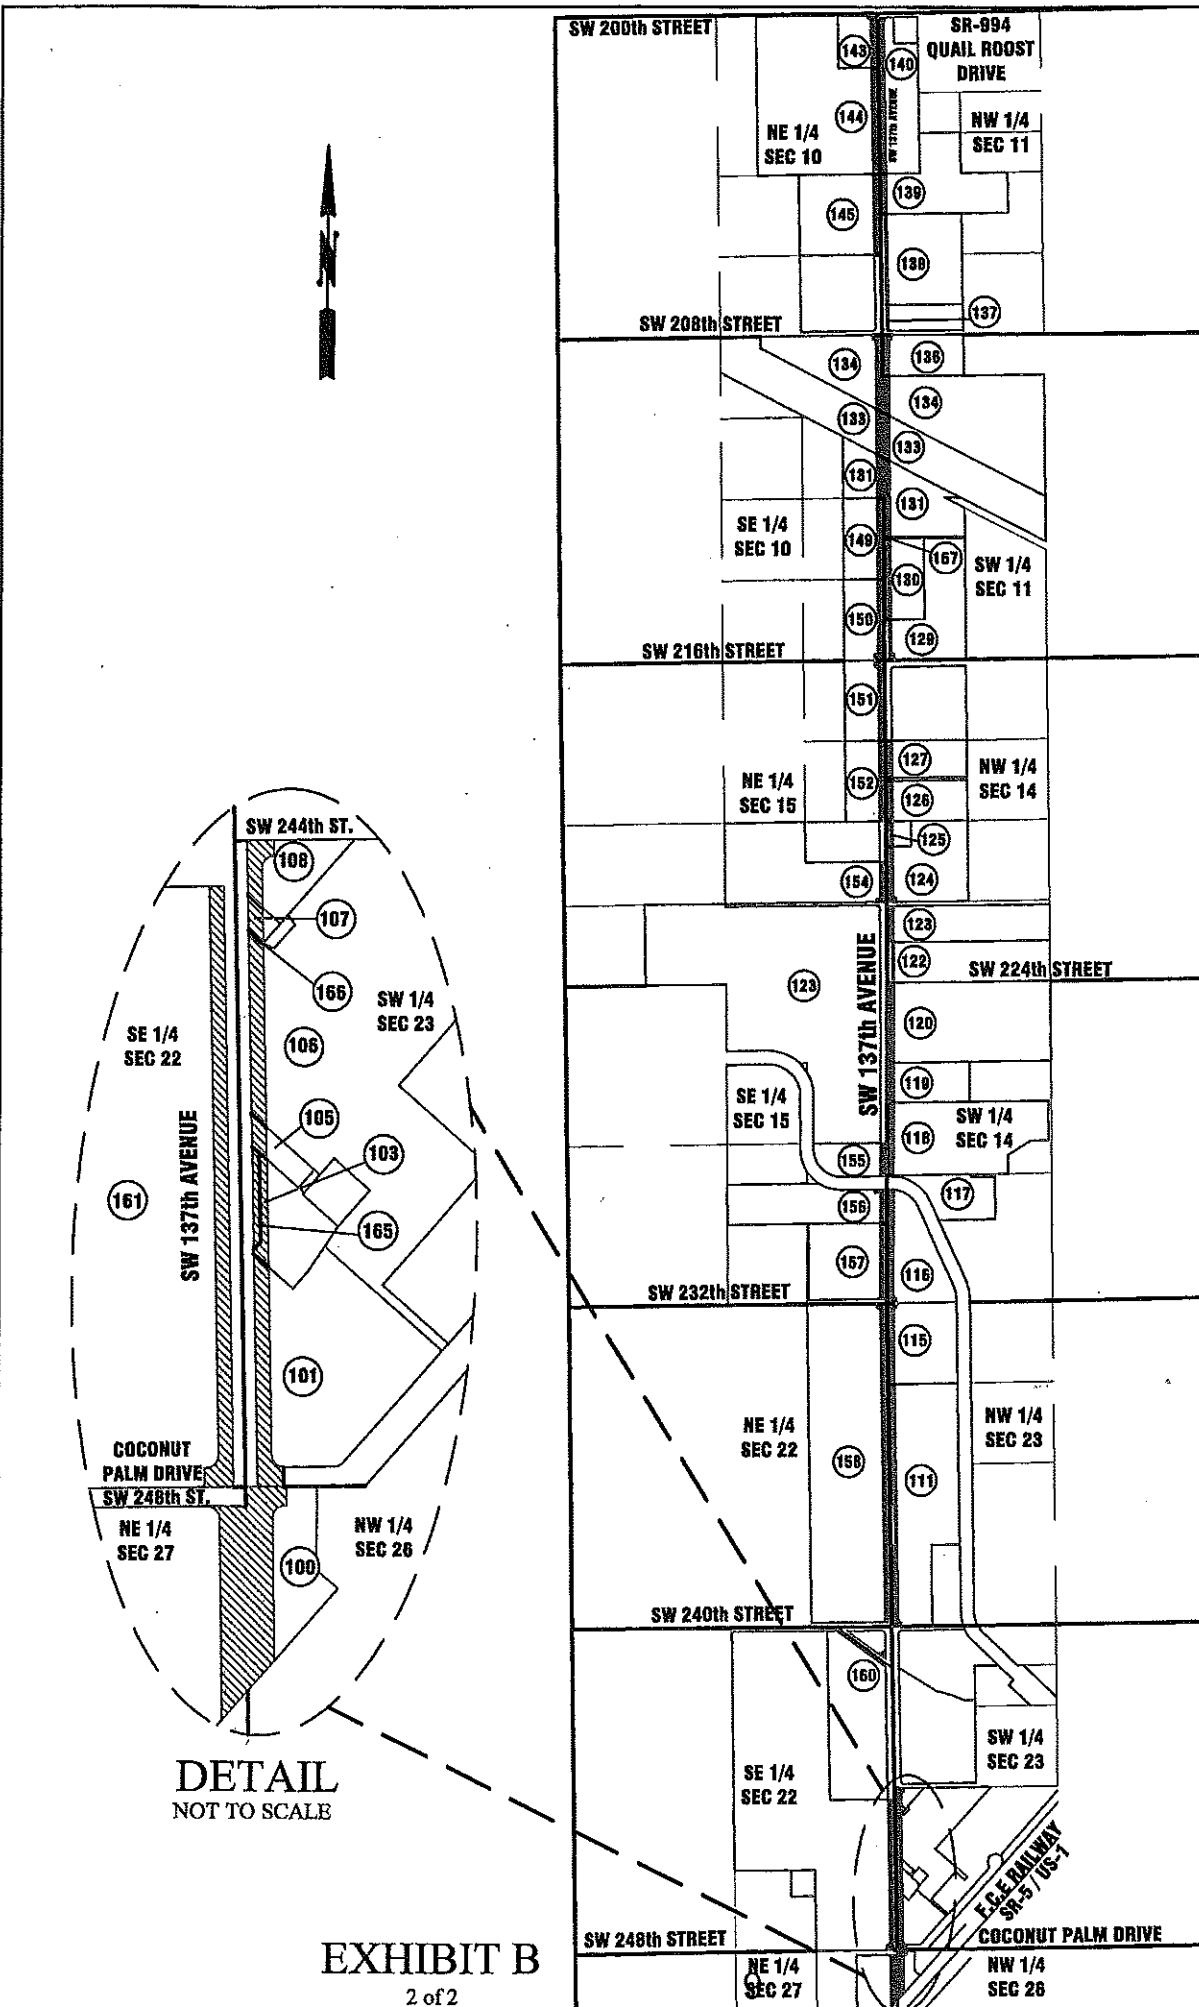 SW 200th STREET
SR-994
QUAIL ROOST
DRIVE
143
140
144
SW 137th AVENUE
NE 1/4
SEC 10
NW 1/4
SEC 11
139
145
138
137
SW 208th STREET
N
134
136
134
133
133
131
131
SE 1/4
SEC 10
149
167
130
SW 1/4
SEC 11
150
129
SW 216th STREET
151
127
NE 1/4
SEC 15
152
NW 1/4
SEC 14
126
125
154
124
123
122
SW 224th STREET
123
SW 137th AVENUE
120
119
SE 1/4
SEC 15
118
SW 1/4
SEC 14
155
117
156
157
116
SW 232th STREET
115
NE 1/4
SEC 22
158
NW 1/4
SEC 23
111
SW 240th STREET
160
SW 1/4
SEC 23
SE 1/4
SEC 22
F.C.E RAILWAY
SR-5 / US-1
SW 248th STREET
COCONUT PALM DRIVE
NE 1/4
SEC 27
NW 1/4
SEC 26
SW 244th ST.
108
107
166
SW 1/4
SEC 23
SE 1/4
SEC 22
106
105
103
161
SW 137th AVENUE
165
101
COCONUT
PALM DRIVE
SW 248th ST.
NE 1/4
SEC 27
NW 1/4
SEC 26
100
DETAIL
NOT TO SCALE
EXHIBIT B
2 of 2